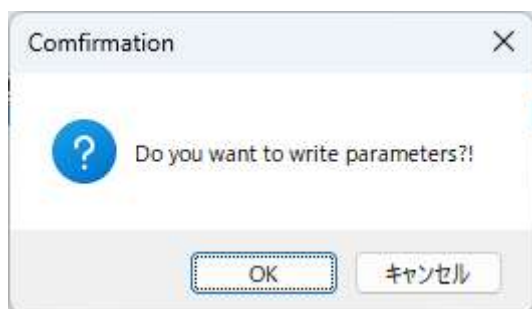 Comfirmation
Do you want to write parameters?!
OK
キャンセル